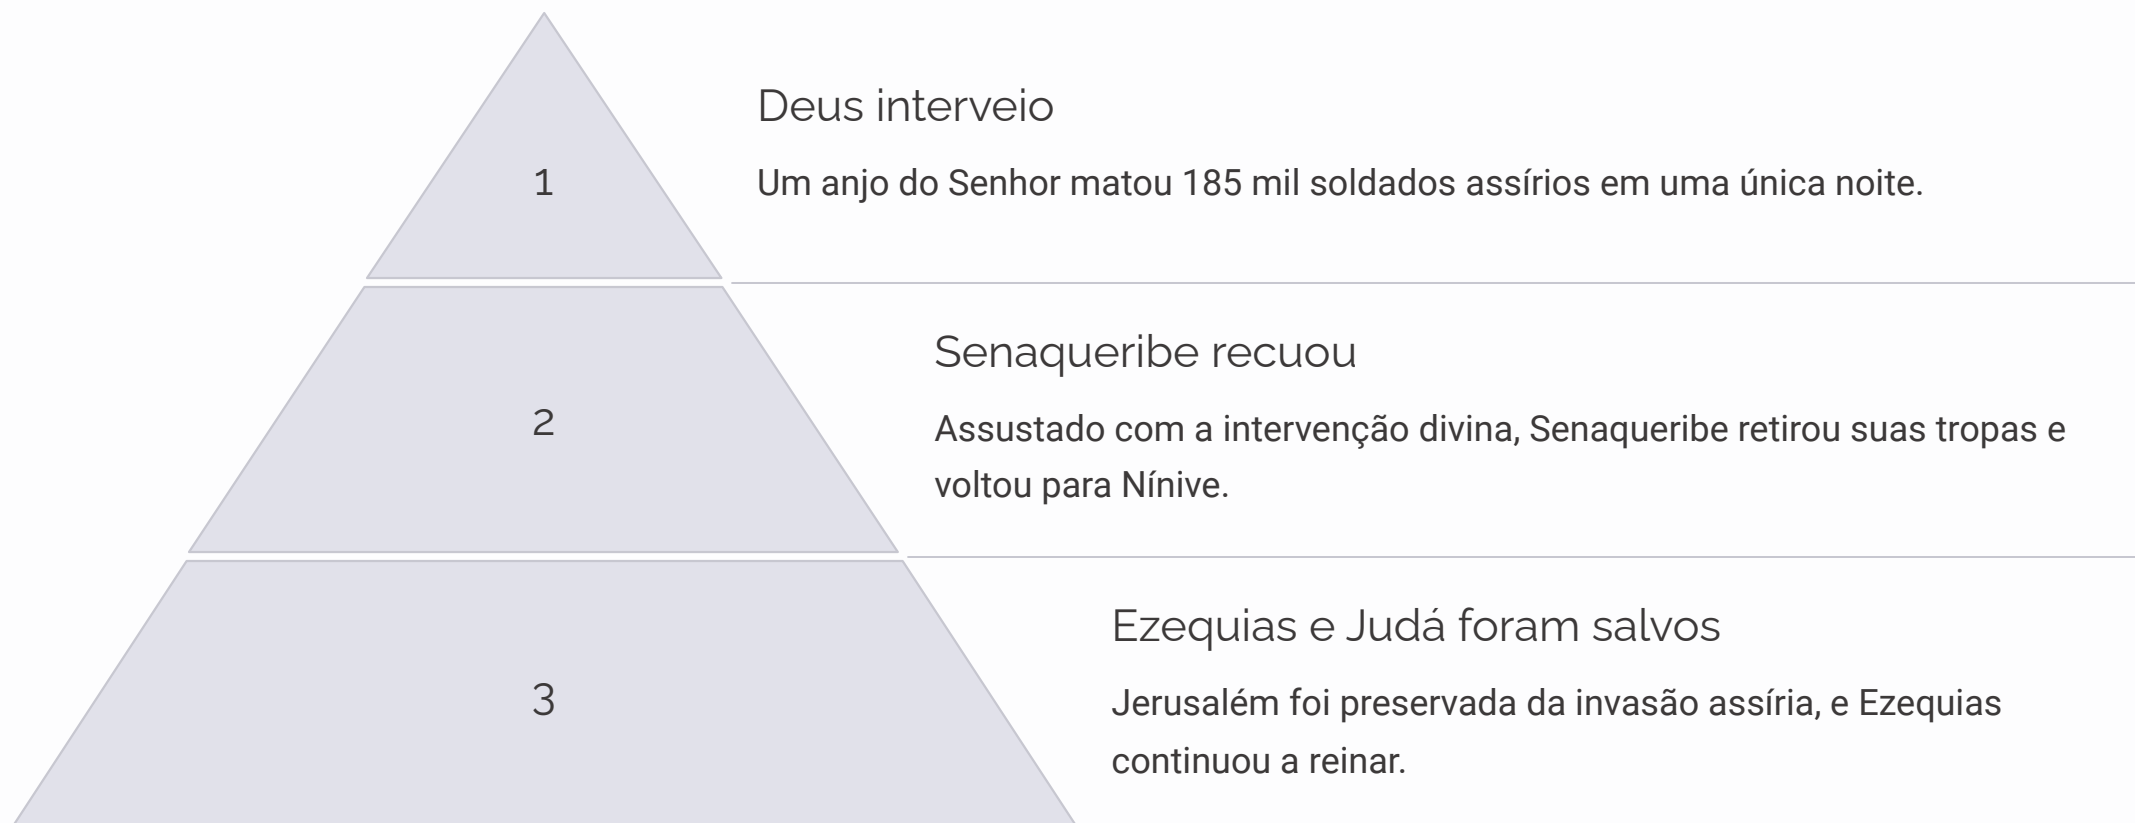 1
Deus interveio
Um anjo do Senhor matou 185 mil soldados assírios em uma única noite.
2
Senaqueribe recuou
Assustado com a intervenção divina, Senaqueribe retirou suas tropas e
voltou para Nínive.
3
Ezequias e Judá foram salvos
Jerusalém foi preservada da invasão assíria, e Ezequias
continuou a reinar.